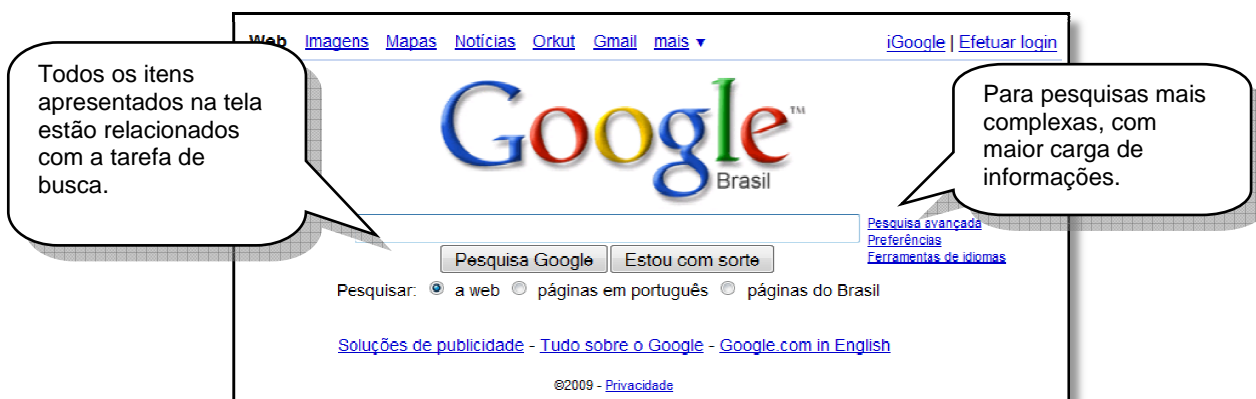 Web Imagens Mapas Notícias Orkut Gmail mais ▼ iGoogle | Efetuar login
Todos os itens
apresentados na tela
estão relacionados
com a tarefa de
busca.
Para pesquisas mais
complexas, com
maior carga de
informações.
Google™
Brasil
Pesquisa avançada
Preferências
Ferramentas de idiomas
Pesquisa Google Estou com sorte
Pesquisar: a web páginas em português páginas do Brasil
Soluções de publicidade - Tudo sobre o Google - Google.com in English
©2009 - Privacidade